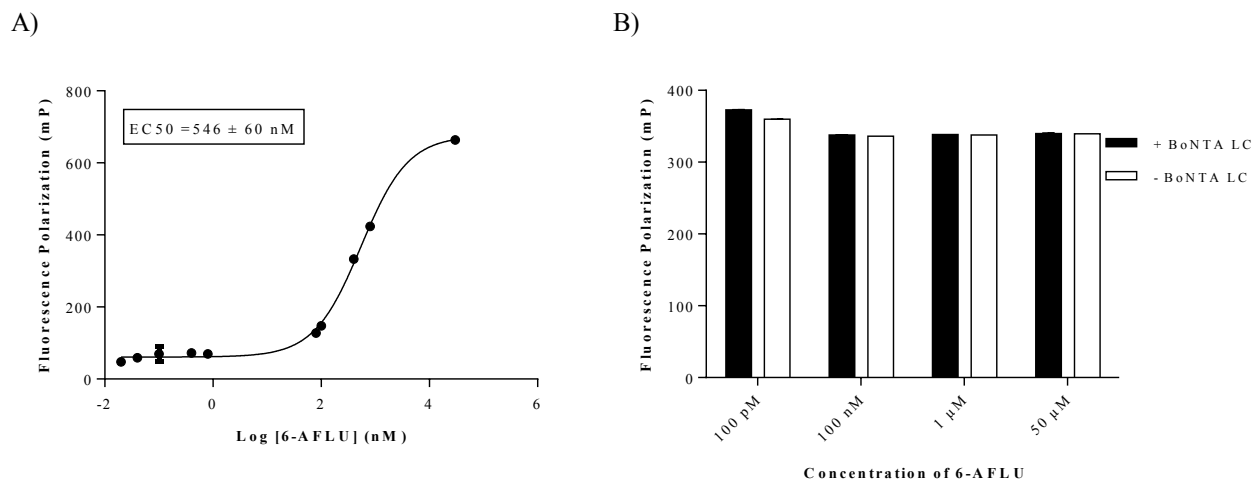 A)
B)
800
600
400
200
0
Fluorescence Polarization (mP)
EC50 =546 ± 60 nM
-2
0
2
4
6
Log [6-AFLU] (nM)
400
300
200
100
0
Fluorescence Polarization (mP)
+ BoNTA LC
- BoNTA LC
100 pM
100 nM
1 µM
50 µM
Concentration of 6-AFLU